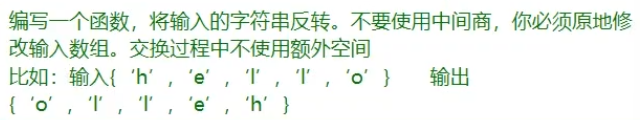 编写一个函数，将输入的字符串反转。不要使用中间商，你必须原地修
改输入数组。交换过程中不使用额外空间
比如：输入{‘h’,‘e’,‘l’,‘l’,‘o’} 输出
{‘o’,‘l’,‘l’,‘e’,‘h’}